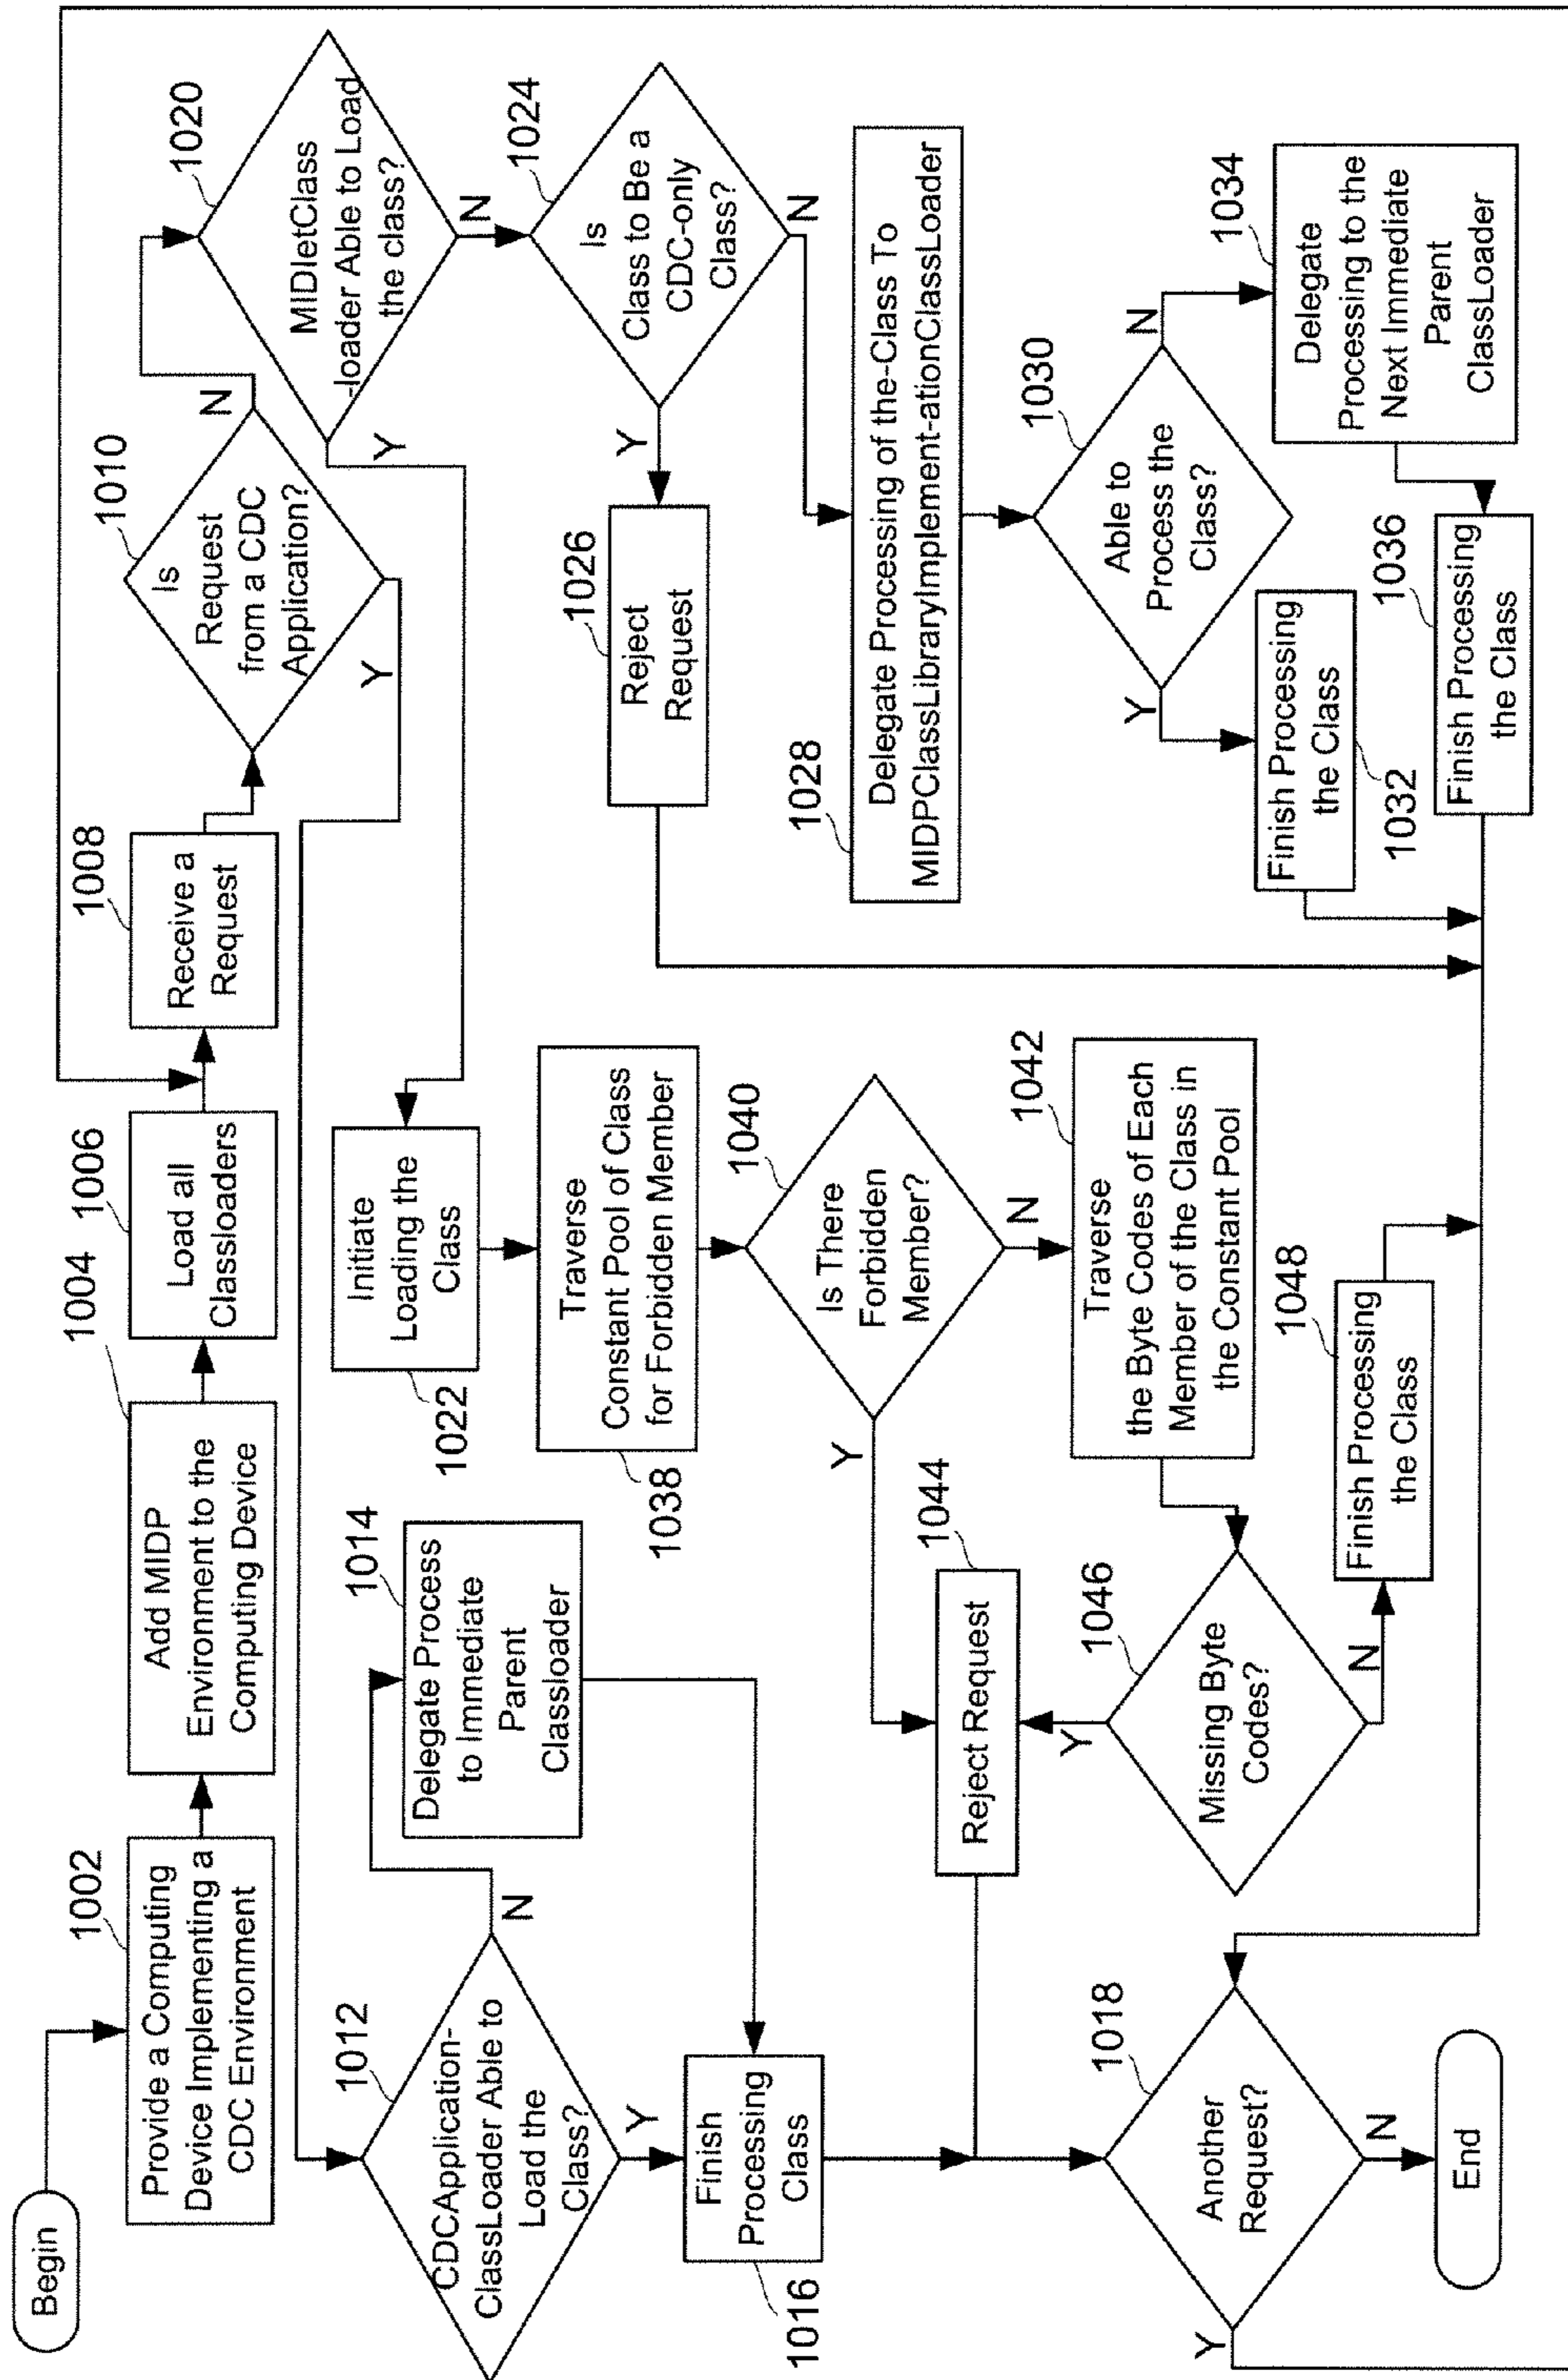 Begin
1002
Provide a Computing
Device Implementing a
CDC Environment
1004
Add MIDP
Environment to the
Computing Device
1006
Load all
Classloaders
1008
Receive a
Request
1010
Is
Request
from a CDC
Application?
Y
N
1012
CDCApplication-
ClassLoader Able to
Load the
Class?
N
Y
1014
Delegate Process
to Immediate
Parent
Classloader
Finish
Processing
Class
1016
1018
Another
Request?
Y
N
End
1020
MIDletClass
-loader Able to Load
the class?
Y
N
Initiate
Loading the
Class
1022
Traverse
Constant Pool of Class
for Forbidden Member
1038
1040
Is There
Forbidden
Member?
Y
N
1042
Traverse
the Byte Codes of Each
Member of the Class in
the Constant Pool
1044
Reject Request
1046
Missing Byte
Codes?
Y
N
1048
Finish Processing
the Class
1024
Is
Class to Be a
CDC-only
Class?
Y
N
1026
Reject
Request
1028
Delegate Processing of the-Class To
MIDPClassLibraryImplement-ationClassLoader
1030
Able to
Process the
Class?
Y
N
Finish Processing
the Class
1032
1034
Delegate
Processing to the
Next Immediate
Parent
ClassLoader
1036
Finish Processing
the Class